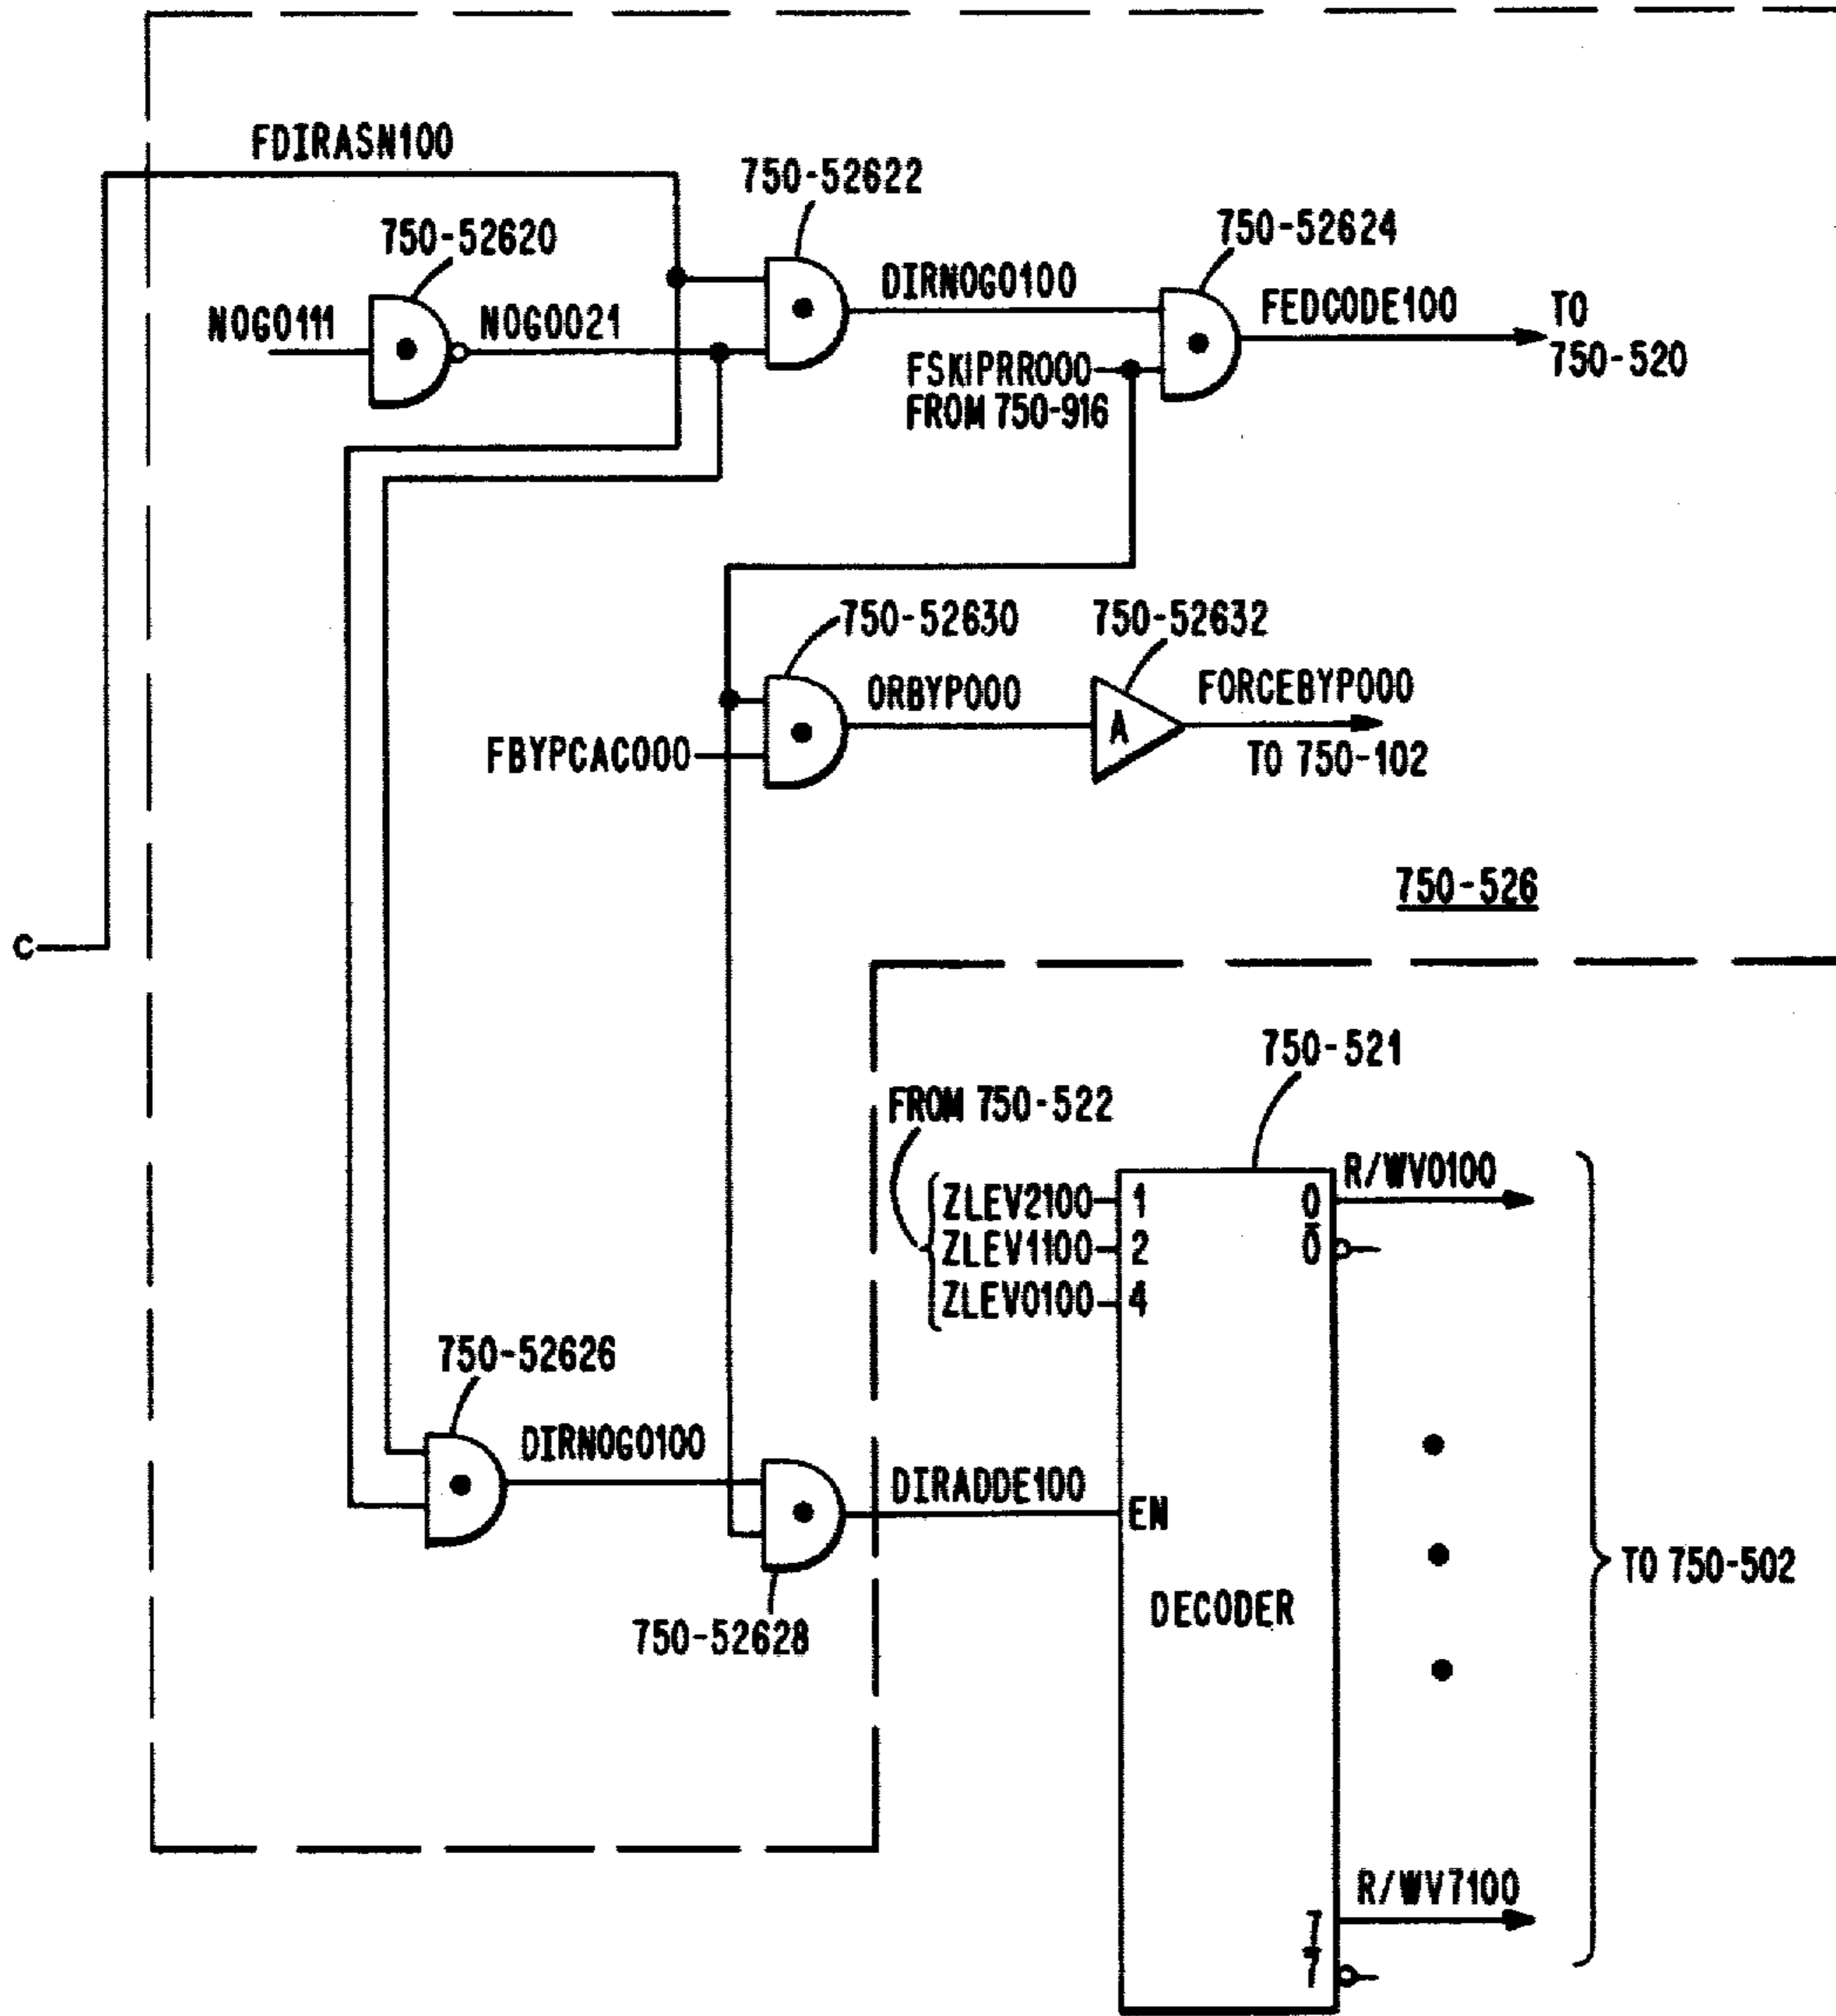 FDIRASN100
750-52622
750-52620
750-52624
NOGO111
NOGO021
DIRNOGO100
FEDCODE100
TO
750-520
FSKIPRR000
FROM 750-916
750-52630
750-52632
ORBYP000
FORCEBYP000
A
FBYPCAC000
TO 750-102
750-526
C
750-521
FROM 750-522
R/WV0100
ZLEV2100
1
0
ZLEV1100
2
0
ZLEV0100
4
750-52626
DIRNOGO100
DIRADDE100
EN
TO 750-502
DECODER
750-52628
R/WV7100
7
7